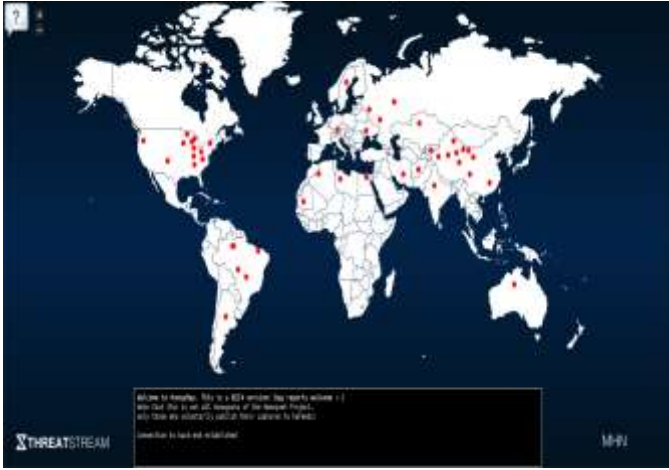 ?
Welcome to HoneyMap. This is a BETA version! Bug reports welcome :-)
Note that this is not all honeypots of the Honeynet Project,
only those who voluntarily publish their captures to hpfeeds!
Connection to backend established.
THREATSTREAM
MHN